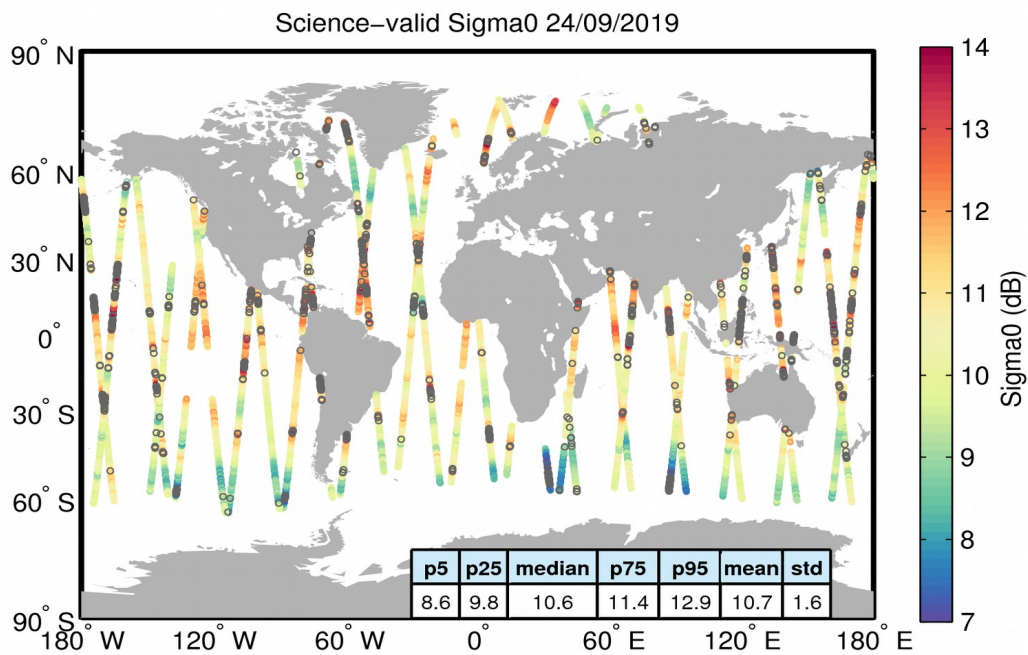 Science−valid Sigma0 24/09/2019
90° N
60° N
30° N
0°
30° S
60° S
90° S
180° W
120° W
60° W
0°
60° E
120° E
180° E
p5 p25 median p75 p95 mean std
8.6 9.8 10.6 11.4 12.9 10.7 1.6
14
13
12
11
10
9
8
7
Sigma0 (dB)